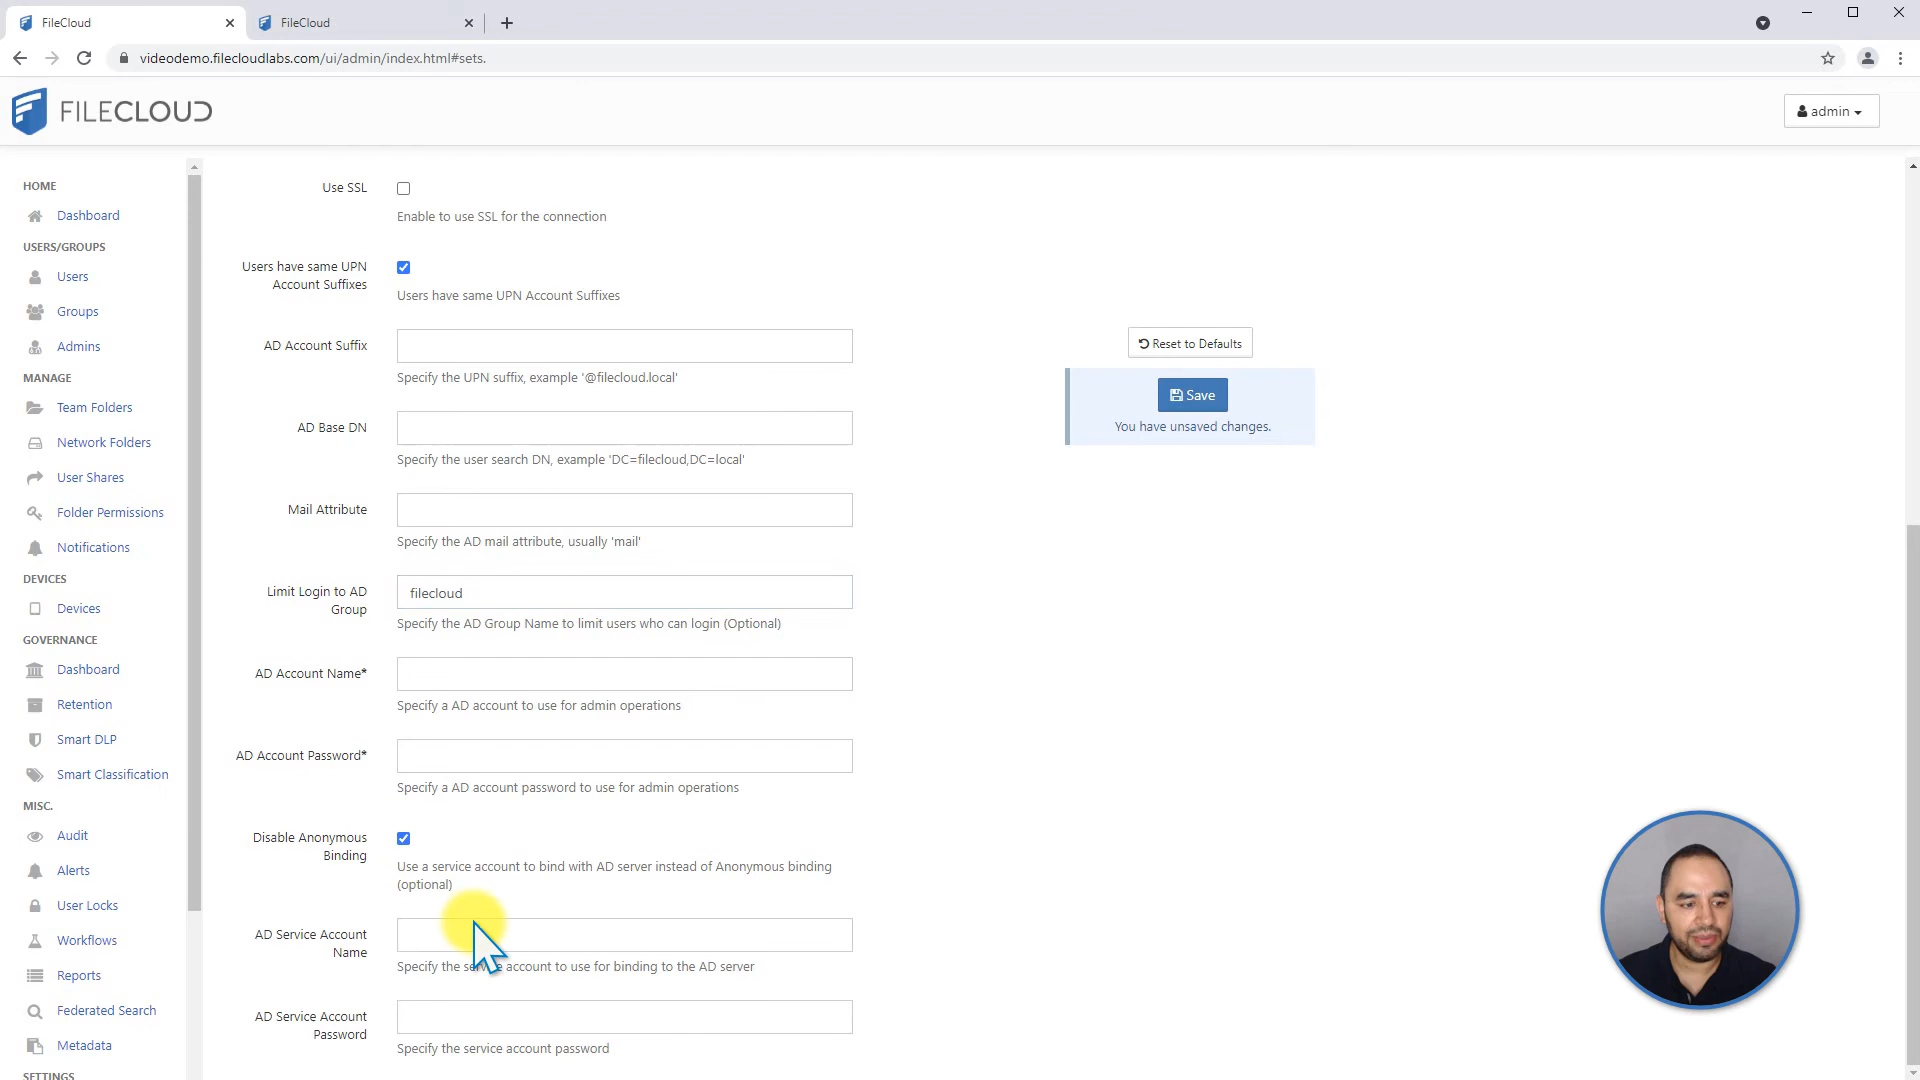 FileCloud
FileCloud
videodemo.filecloudlabs.com/ui/admin/index.html#sets.
FILECLOUD
admin
HOME
Dashboard
USERS/GROUPS
Users
Groups
Admins
MANAGE
Team Folders
Network Folders
User Shares
Folder Permissions
Notifications
DEVICES
Devices
GOVERNANCE
Dashboard
Retention
Smart DLP
Smart Classification
MISC.
Audit
Alerts
User Locks
Workflows
Reports
Federated Search
Metadata
SETTINGS
Use SSL
Enable to use SSL for the connection
Users have same UPN
Account Suffixes
Users have same UPN Account Suffixes
AD Account Suffix
Specify the UPN suffix, example '@filecloud.local'
AD Base DN
Specify the user search DN, example 'DC=filecloud,DC=local'
Mail Attribute
Specify the AD mail attribute, usually 'mail'
Limit Login to AD
Group
filecloud
Specify the AD Group Name to limit users who can login (Optional)
AD Account Name*
Specify a AD account to use for admin operations
AD Account Password*
Specify a AD account password to use for admin operations
Disable Anonymous
Binding
Use a service account to bind with AD server instead of Anonymous binding
(optional)
AD Service Account
Name
Specify the service account to use for binding to the AD server
AD Service Account
Password
Specify the service account password
Reset to Defaults
Save
You have unsaved changes.